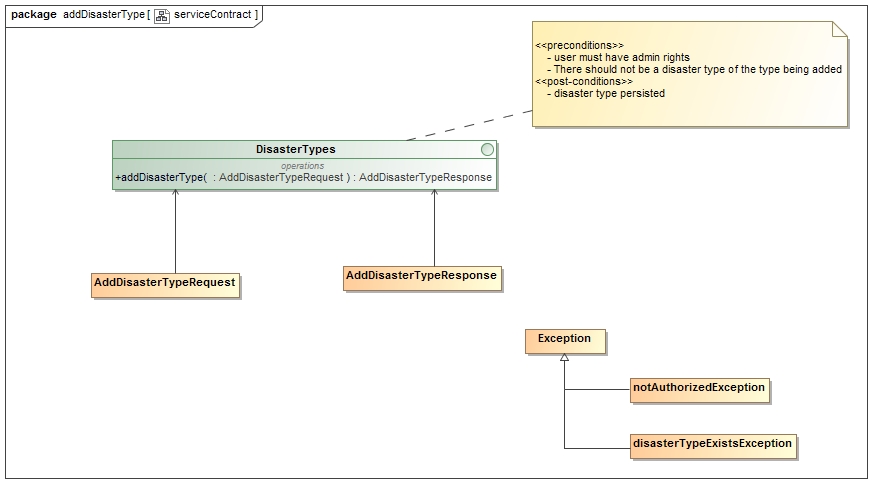 package addDisasterType [ serviceContract ]
<<preconditions>>
- user must have admin rights
- There should not be a disaster type of the type being added
<<post-conditions>>
- disaster type persisted
DisasterTypes
operations
+addDisasterType( : AddDisasterTypeRequest ) : AddDisasterTypeResponse
AddDisasterTypeRequest
AddDisasterTypeResponse
Exception
notAuthorizedException
disasterTypeExistsException